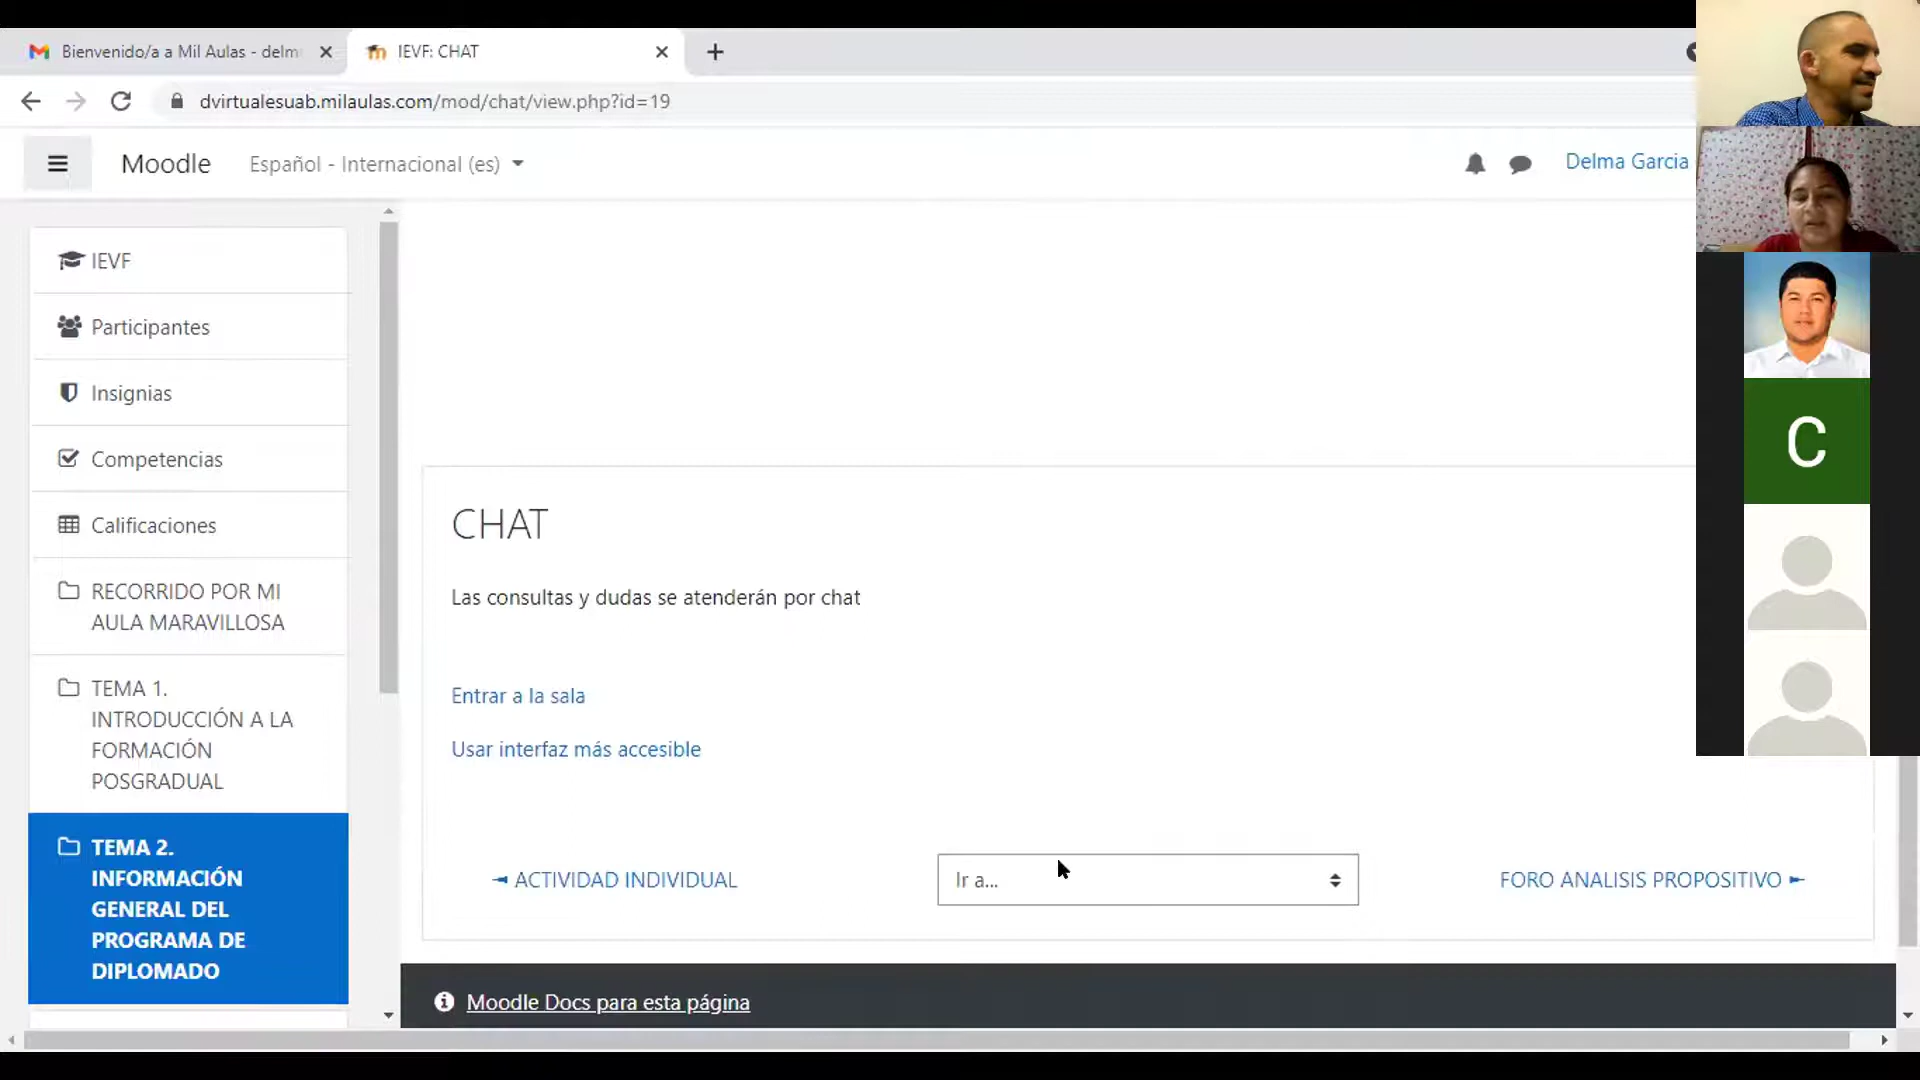 Bienvenido/a a Mil Aulas - delm
IEVF: CHAT
dvirtualesuab.milaulas.com/mod/chat/view.php?id=19
Moodle
Español - Internacional (es)
Delma Garcia
IEVF
Participantes
Insignias
Competencias
Calificaciones
RECORRIDO POR MI
AULA MARAVILLOSA
TEMA 1.
INTRODUCCIÓN A LA
FORMACIÓN
POSGRADUAL
TEMA 2.
INFORMACIÓN
GENERAL DEL
PROGRAMA DE
DIPLOMADO
CHAT
Las consultas y dudas se atenderán por chat
Entrar a la sala
Usar interfaz más accesible
◄ ACTIVIDAD INDIVIDUAL
Ir a...
FORO ANALISIS PROPOSITIVO ►
Moodle Docs para esta página
C